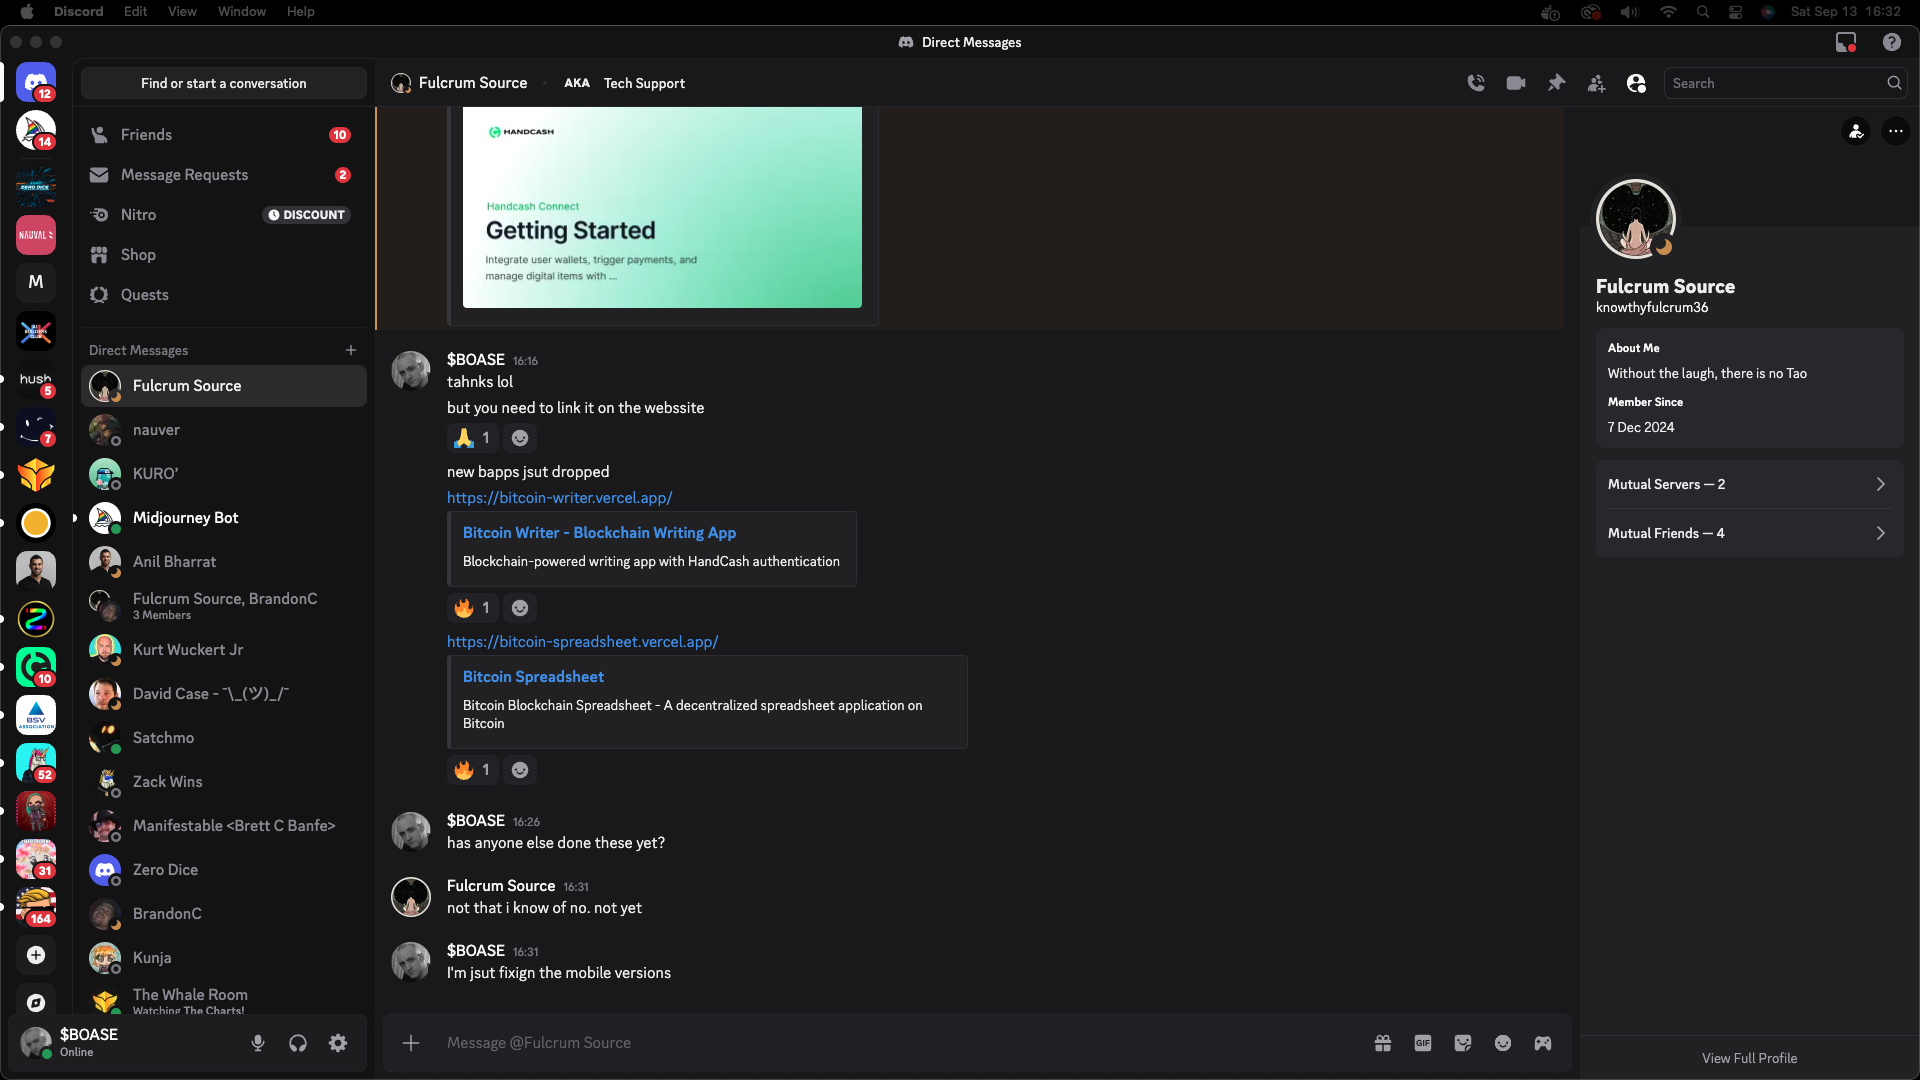 Discord Edit View Window Help
Sat Sep 13 16:32
Direct Messages
12
14
ZERO DICE
NAUVAL
M
hush
5
7
10
BSV
ASSOCIATION
52
31
164
Find or start a conversation
Friends 10
Message Requests 2
Nitro DISCOUNT
Shop
Quests
Direct Messages
Fulcrum Source
nauver
KURO'
Midjourney Bot
Anil Bharrat
Fulcrum Source, BrandonC
3 Members
Kurt Wuckert Jr
David Case - ¯\_(ツ)_/¯
Satchmo
Zack Wins
Manifestable <Brett C Banfe>
Zero Dice
BrandonC
Kunja
The Whale Room
Watching The Charts!
$BOASE
Online
Fulcrum Source AKA Tech Support
Search
HANDCASH
Handcash Connect
Getting Started
Integrate user wallets, trigger payments, and
manage digital items with ...
$BOASE 16:16
tahnks lol
but you need to link it on the webssite
1
new bapps jsut dropped
https://bitcoin-writer.vercel.app/
Bitcoin Writer - Blockchain Writing App
Blockchain-powered writing app with HandCash authentication
1
https://bitcoin-spreadsheet.vercel.app/
Bitcoin Spreadsheet
Bitcoin Blockchain Spreadsheet - A decentralized spreadsheet application on
Bitcoin
1
$BOASE 16:26
has anyone else done these yet?
Fulcrum Source 16:31
not that i know of no. not yet
$BOASE 16:31
I'm jsut fixign the mobile versions
Message @Fulcrum Source
GIF
Fulcrum Source
knowthyfulcrum36
About Me
Without the laugh, there is no Tao
Member Since
7 Dec 2024
Mutual Servers — 2
Mutual Friends — 4
View Full Profile